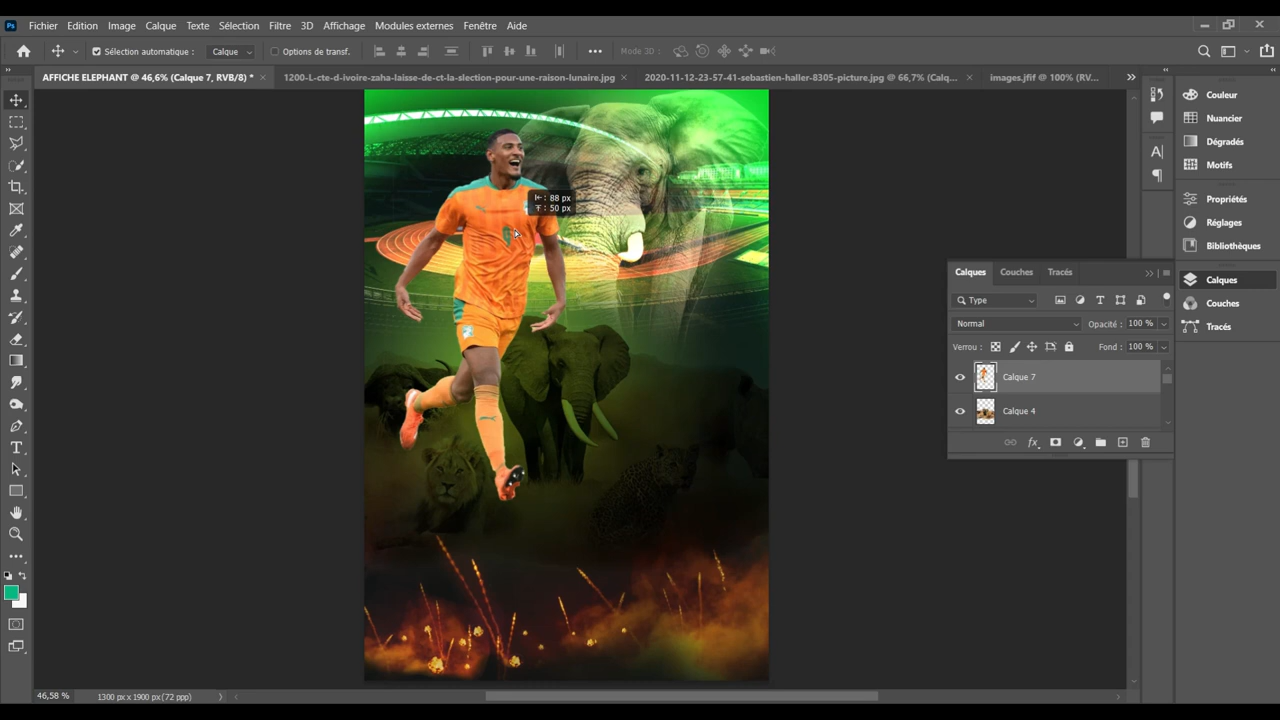 Ps Fichier Edition Image Calque Texte Sélection Filtre 3D Affichage Modules externes Fenêtre Aide
Sélection automatique : Calque Options de transf. Mode 3D :
AFFICHE ELEPHANT @ 46,6% (Calque 7, RVB/8) * 1200-L-cte-d-ivoire-zaha-laisse-de-ct-la-slection-pour-une-raison-lunaire.jpg 2020-11-12-23-57-41-sebastien-haller-8305-picture.jpg @ 66,7% (Calq... images.jfif @ 100% (RV...
Couleur
Nuancier
Dégradés
Motifs
Propriétés
Réglages
Bibliothèques
Calques
Couches
Tracés
: 88 px
: 50 px
Calques Couches Tracés
Type
Normal Opacité : 100 %
Verrou : Fond : 100 %
Calque 7
Calque 4
fx
46,58 % 1300 px x 1900 px (72 ppp)